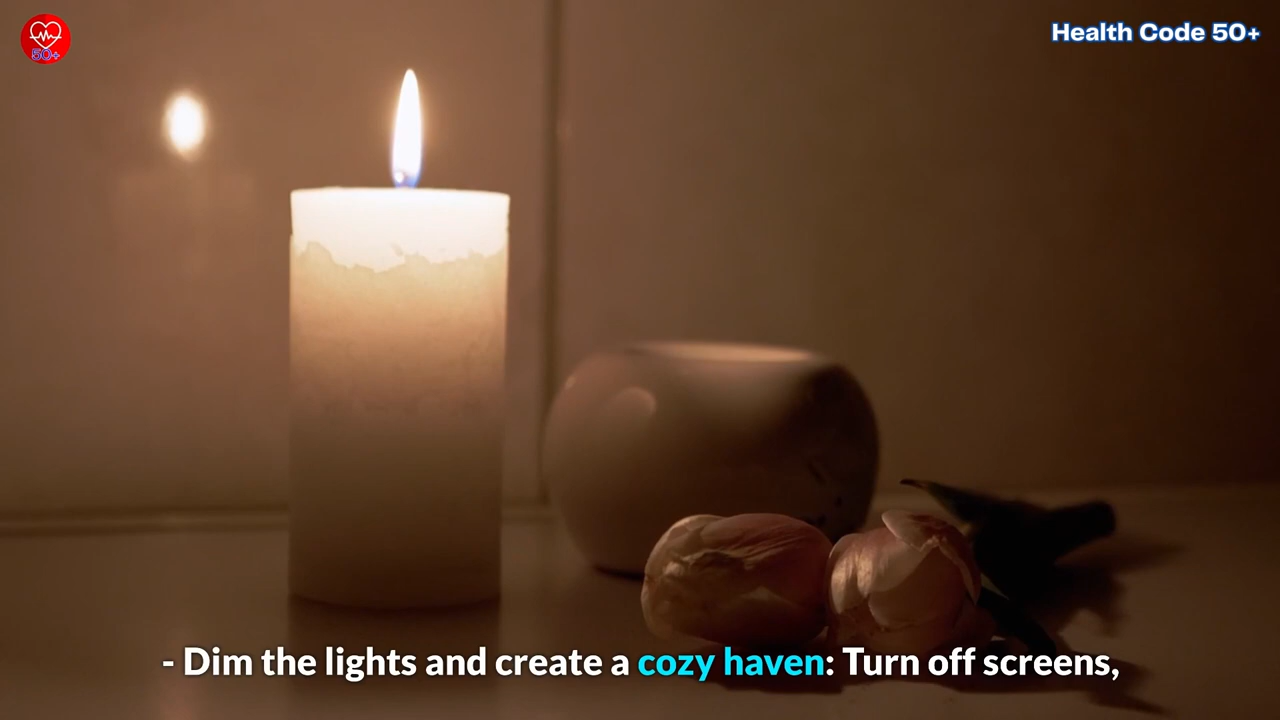 50+
Health Code 50+
- Dim the lights and create a cozy haven: Turn off screens,